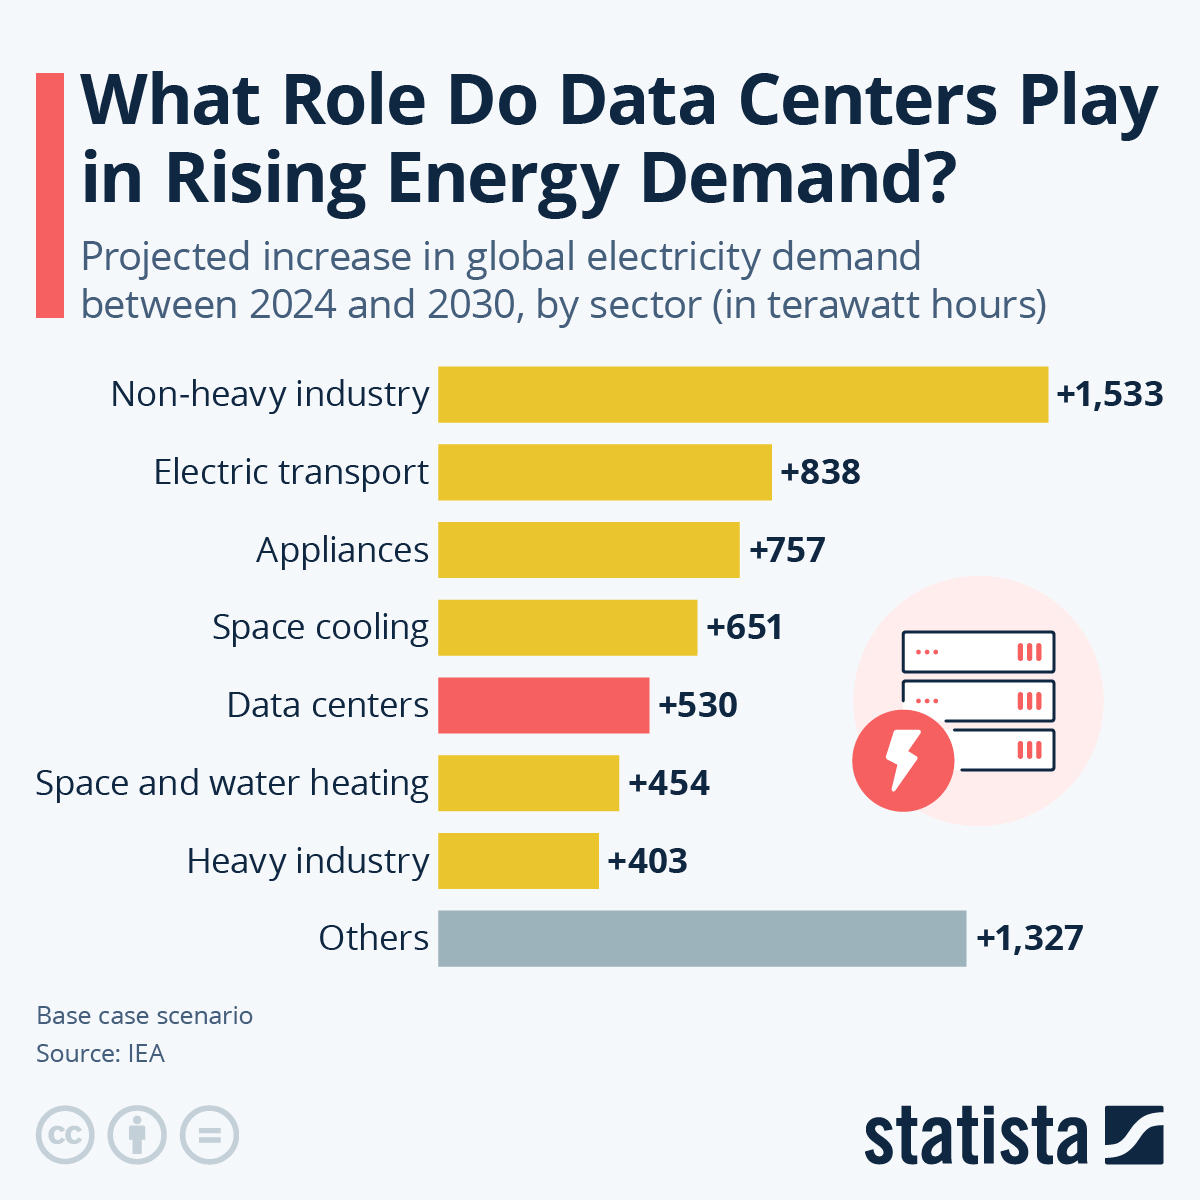 What Role Do Data Centers Play
in Rising Energy Demand?
Projected increase in global electricity demand
between 2024 and 2030, by sector (in terawatt hours)
Non-heavy industry +1,533
Electric transport +838
Appliances +757
Space cooling +651
Data centers +530
Space and water heating +454
Heavy industry +403
Others +1,327
Base case scenario
Source: IEA
cc
statista